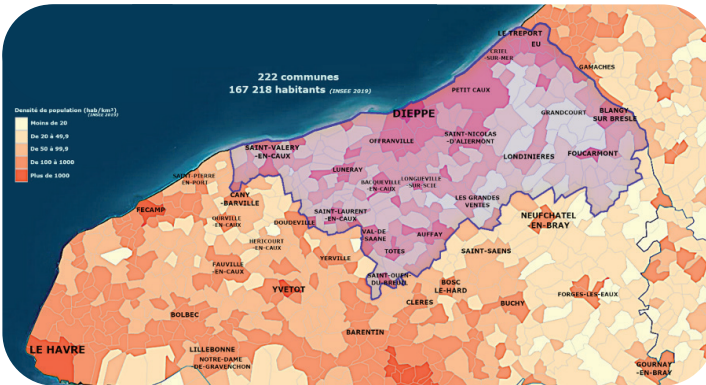 222 communes
167 218 habitants (INSEE 2019)
Densité de population (hab/km²)
(INSEE 2019)
Moins de 20
De 20 à 49,9
De 50 à 99,9
De 100 à 1000
Plus de 1000
LE TREPORT
EU
CRIEL
-SUR-MER
GAMACHES
PETIT CAUX
DIEPPE
GRANDCOURT
BLANGY
SUR BRESLE
OFFRANVILLE
SAINT-NICOLAS
-D'ALIERMONT
SAINT-VALERY
-EN-CAUX
LONDINIERES
FOUCARMONT
SAINT-PIERRE
EN-PORT
LUNERAY
BACQUEVILLE
EN-CAUX
LONGUEVILLE
SUR-SCIE
CANY
-BARVILLE
LES GRANDES
VENTES
FECAMP
OURVILLE
-EN-CAUX
DOUDEVILLE
SAINT-LAURENT
-EN-CAUX
NEUFCHATEL
-EN-BRAY
VAL-DE-
SAANE
AUFFAY
HERICOURT
-EN-CAUX
TOTES
SAINT-SAENS
YERVILLE
FAUVILLE
-EN-CAUX
SAINT-OUEN-
DU-BREUIL
YVETOT
BOSC
LE-HARD
FORGES-LES-EAUX
CLERES
BUCHY
BOLBEC
BARENTIN
LE HAVRE
LILLEBONNE
NOTRE-DAME
-DE-GRAVENCHON
GOURNAY
-EN-BRAY